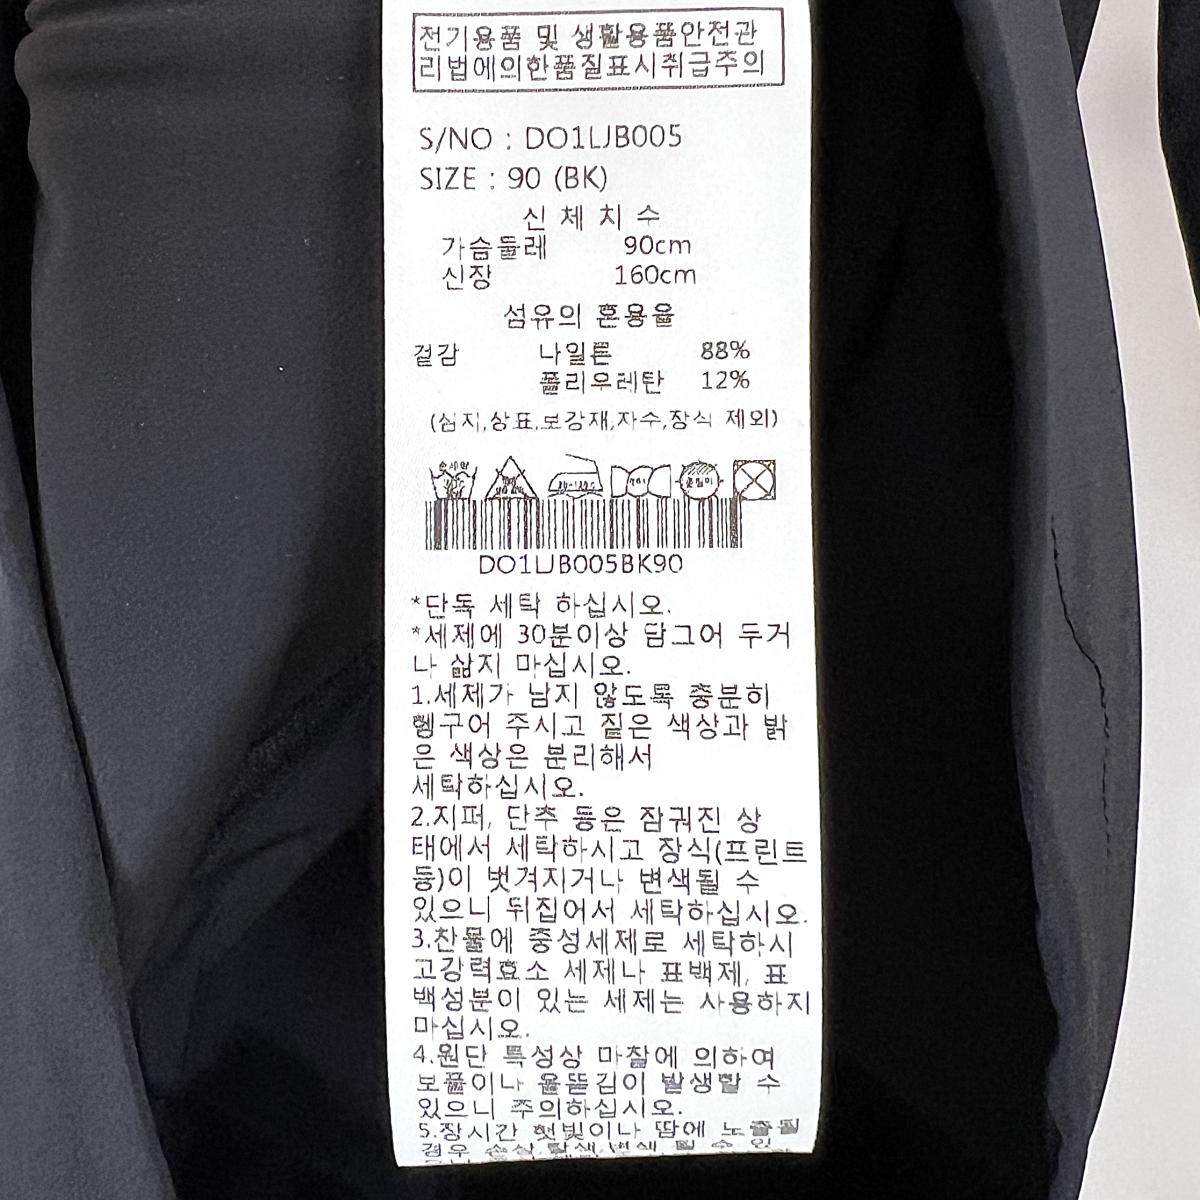 전기용품 및 생활용품안전관
리법에의한품질표시취급주의
S/NO : DO1LJB005
SIZE : 90 (BK)
신 체 치 수
가슴둘레 90cm
신장 160cm
섬유의 혼용율
겉감 나일론 88%
폴리우레탄 12%
(심지,상표,보강재,자수,장식 제외)
DO1LJB005BK90
*단독 세탁 하십시오.
*세제에 30분이상 담그어 두거
나 삶지 마십시오.
1.세제가 남지 않도록 충분히
헹구어 주시고 짙은 색상과 밝
은 색상은 분리해서
세탁하십시오.
2.지퍼, 단추 등은 잠궈진 상
태에서 세탁하시고 장식(프린트
등)이 벗겨지거나 변색될 수
있으니 뒤집어서 세탁하십시오.
3.찬물에 중성세제로 세탁하시
고강력효소 세제나 표백제, 표
백성분이 있는 세제는 사용하지
마십시오.
4.원단 특성상 마찰에 의하여
보풀이나 올뜯김이 발생할 수
있으니 주의하십시오.
5.장시간 햇빛이나 땀에 노출될
경우 손상,탈색,변색 될 수 있